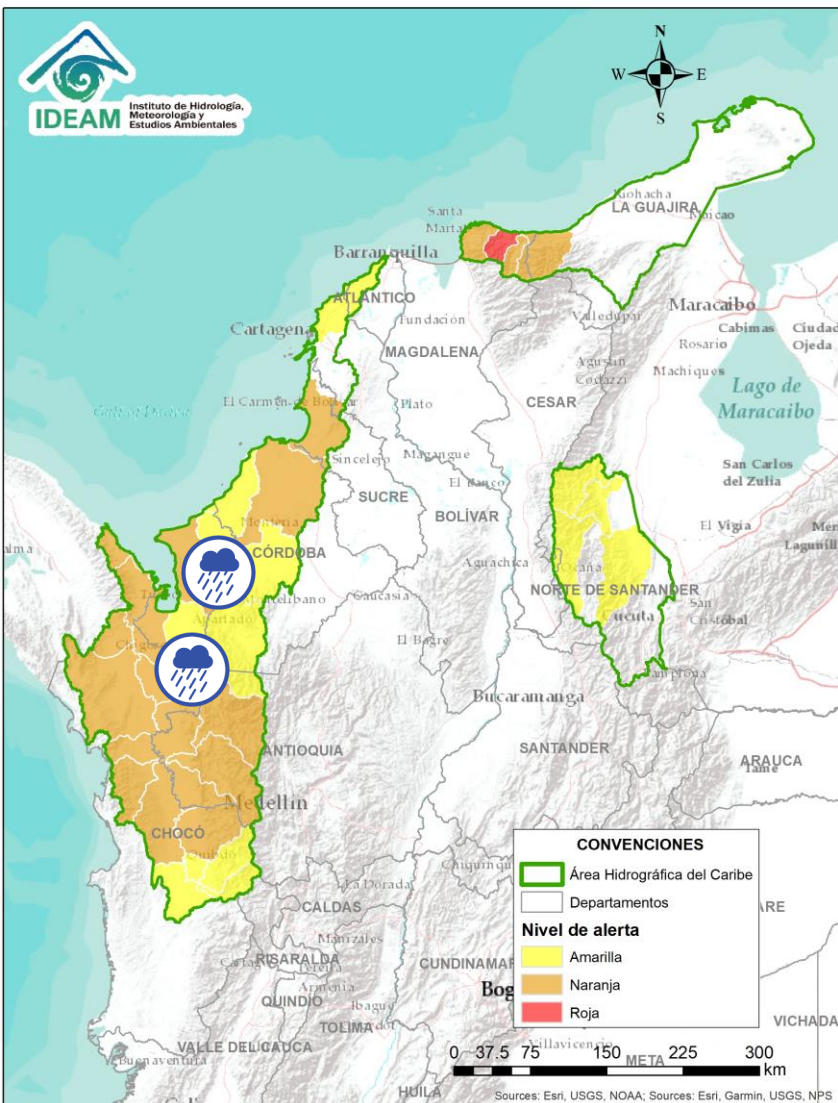 IDEAM
Instituto de Hidrología,
Meteorología y
Estudios Ambientales
N
W
E
S
Riohacha
LA GUAJIRA
Maicao
Santa
Marta
Barranquilla
ATLÁNTICO
Maracaibo
Cartagena
Fundación
Valledupar
Cabimas
Ciudad
Ojeda
Rosario
MAGDALENA
Machiques
Agustín
Codazzi
Lago de
Maracaibo
El Carmen de Bolívar
Plato
CESAR
Sincelejo
Magangué
San Carlos
del Zulia
El Banco
SUCRE
BOLÍVAR
Montería
El Vigía
CÓRDOBA
Aguachica
Ocaña
NORTE DE SANTANDER
Caucasia
San
Cristóbal
Cúcuta
Apartadó
El Bagre
Pamplona
Bucaramanga
ANTIOQUIA
SANTANDER
ARAUCA
Tame
Medellín
CHOCÓ
Quibdó
La Dorada
CALDAS
Manizales
RISARALDA
Pereira
Armenia
QUINDÍO
Ibagué
TOLIMA
VALLE DEL CAUCA
Buenaventura
HUILA
CUNDINAMAR
Bog
Villavicencio
META
VICHADA
CONVENCIONES
Área Hidrográfica del Caribe
Departamentos
Nivel de alerta
Amarilla
Naranja
Roja
0 37.5 75 150 225 300
km
Sources: Esri, USGS, NOAA; Sources: Esri, Garmin, USGS, NPS